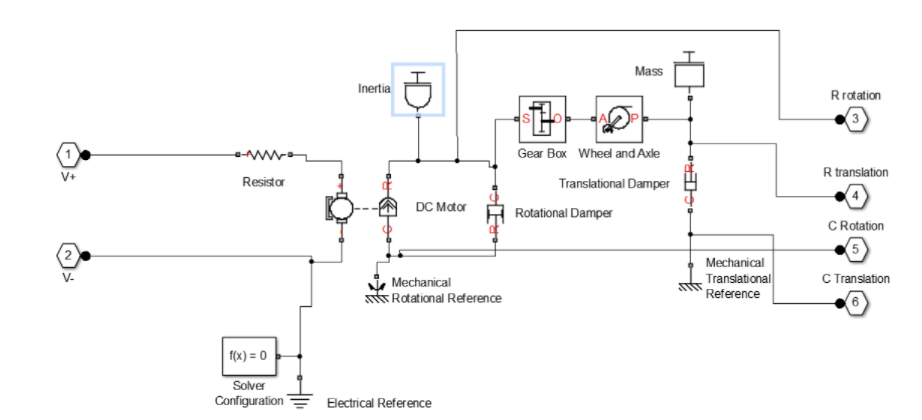 Mass
Inertia
R rotation
3
S O
A P
Gear Box
Wheel and Axle
1
V+
+ -
Resistor
R
R translation
4
Translational Damper
R
C
+
-
DC Motor
C
C
R
Rotational Damper
C Rotation
5
2
V-
Mechanical
Rotational Reference
Mechanical
Translational
Reference
C Translation
6
f(x) = 0
Solver
Configuration
Electrical Reference